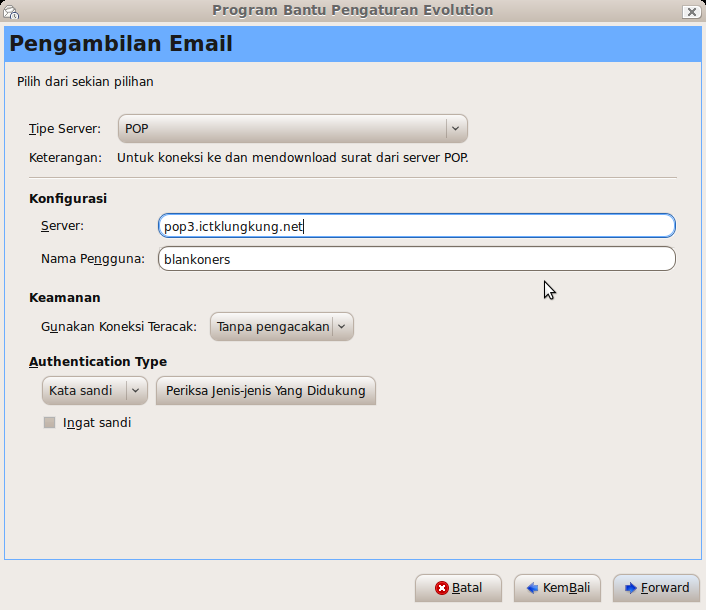 Program Bantu Pengaturan Evolution
Pengambilan Email
Pilih dari sekian pilihan
Tipe Server: POP
Keterangan: Untuk koneksi ke dan mendownload surat dari server POP.
Konfigurasi
Server: pop3.ictklungkung.net
Nama Pengguna: blankoners
Keamanan
Gunakan Koneksi Teracak: Tanpa pengacakan
Authentication Type
Kata sandi Periksa Jenis-jenis Yang Didukung
Ingat sandi
Batal KemBali Forward